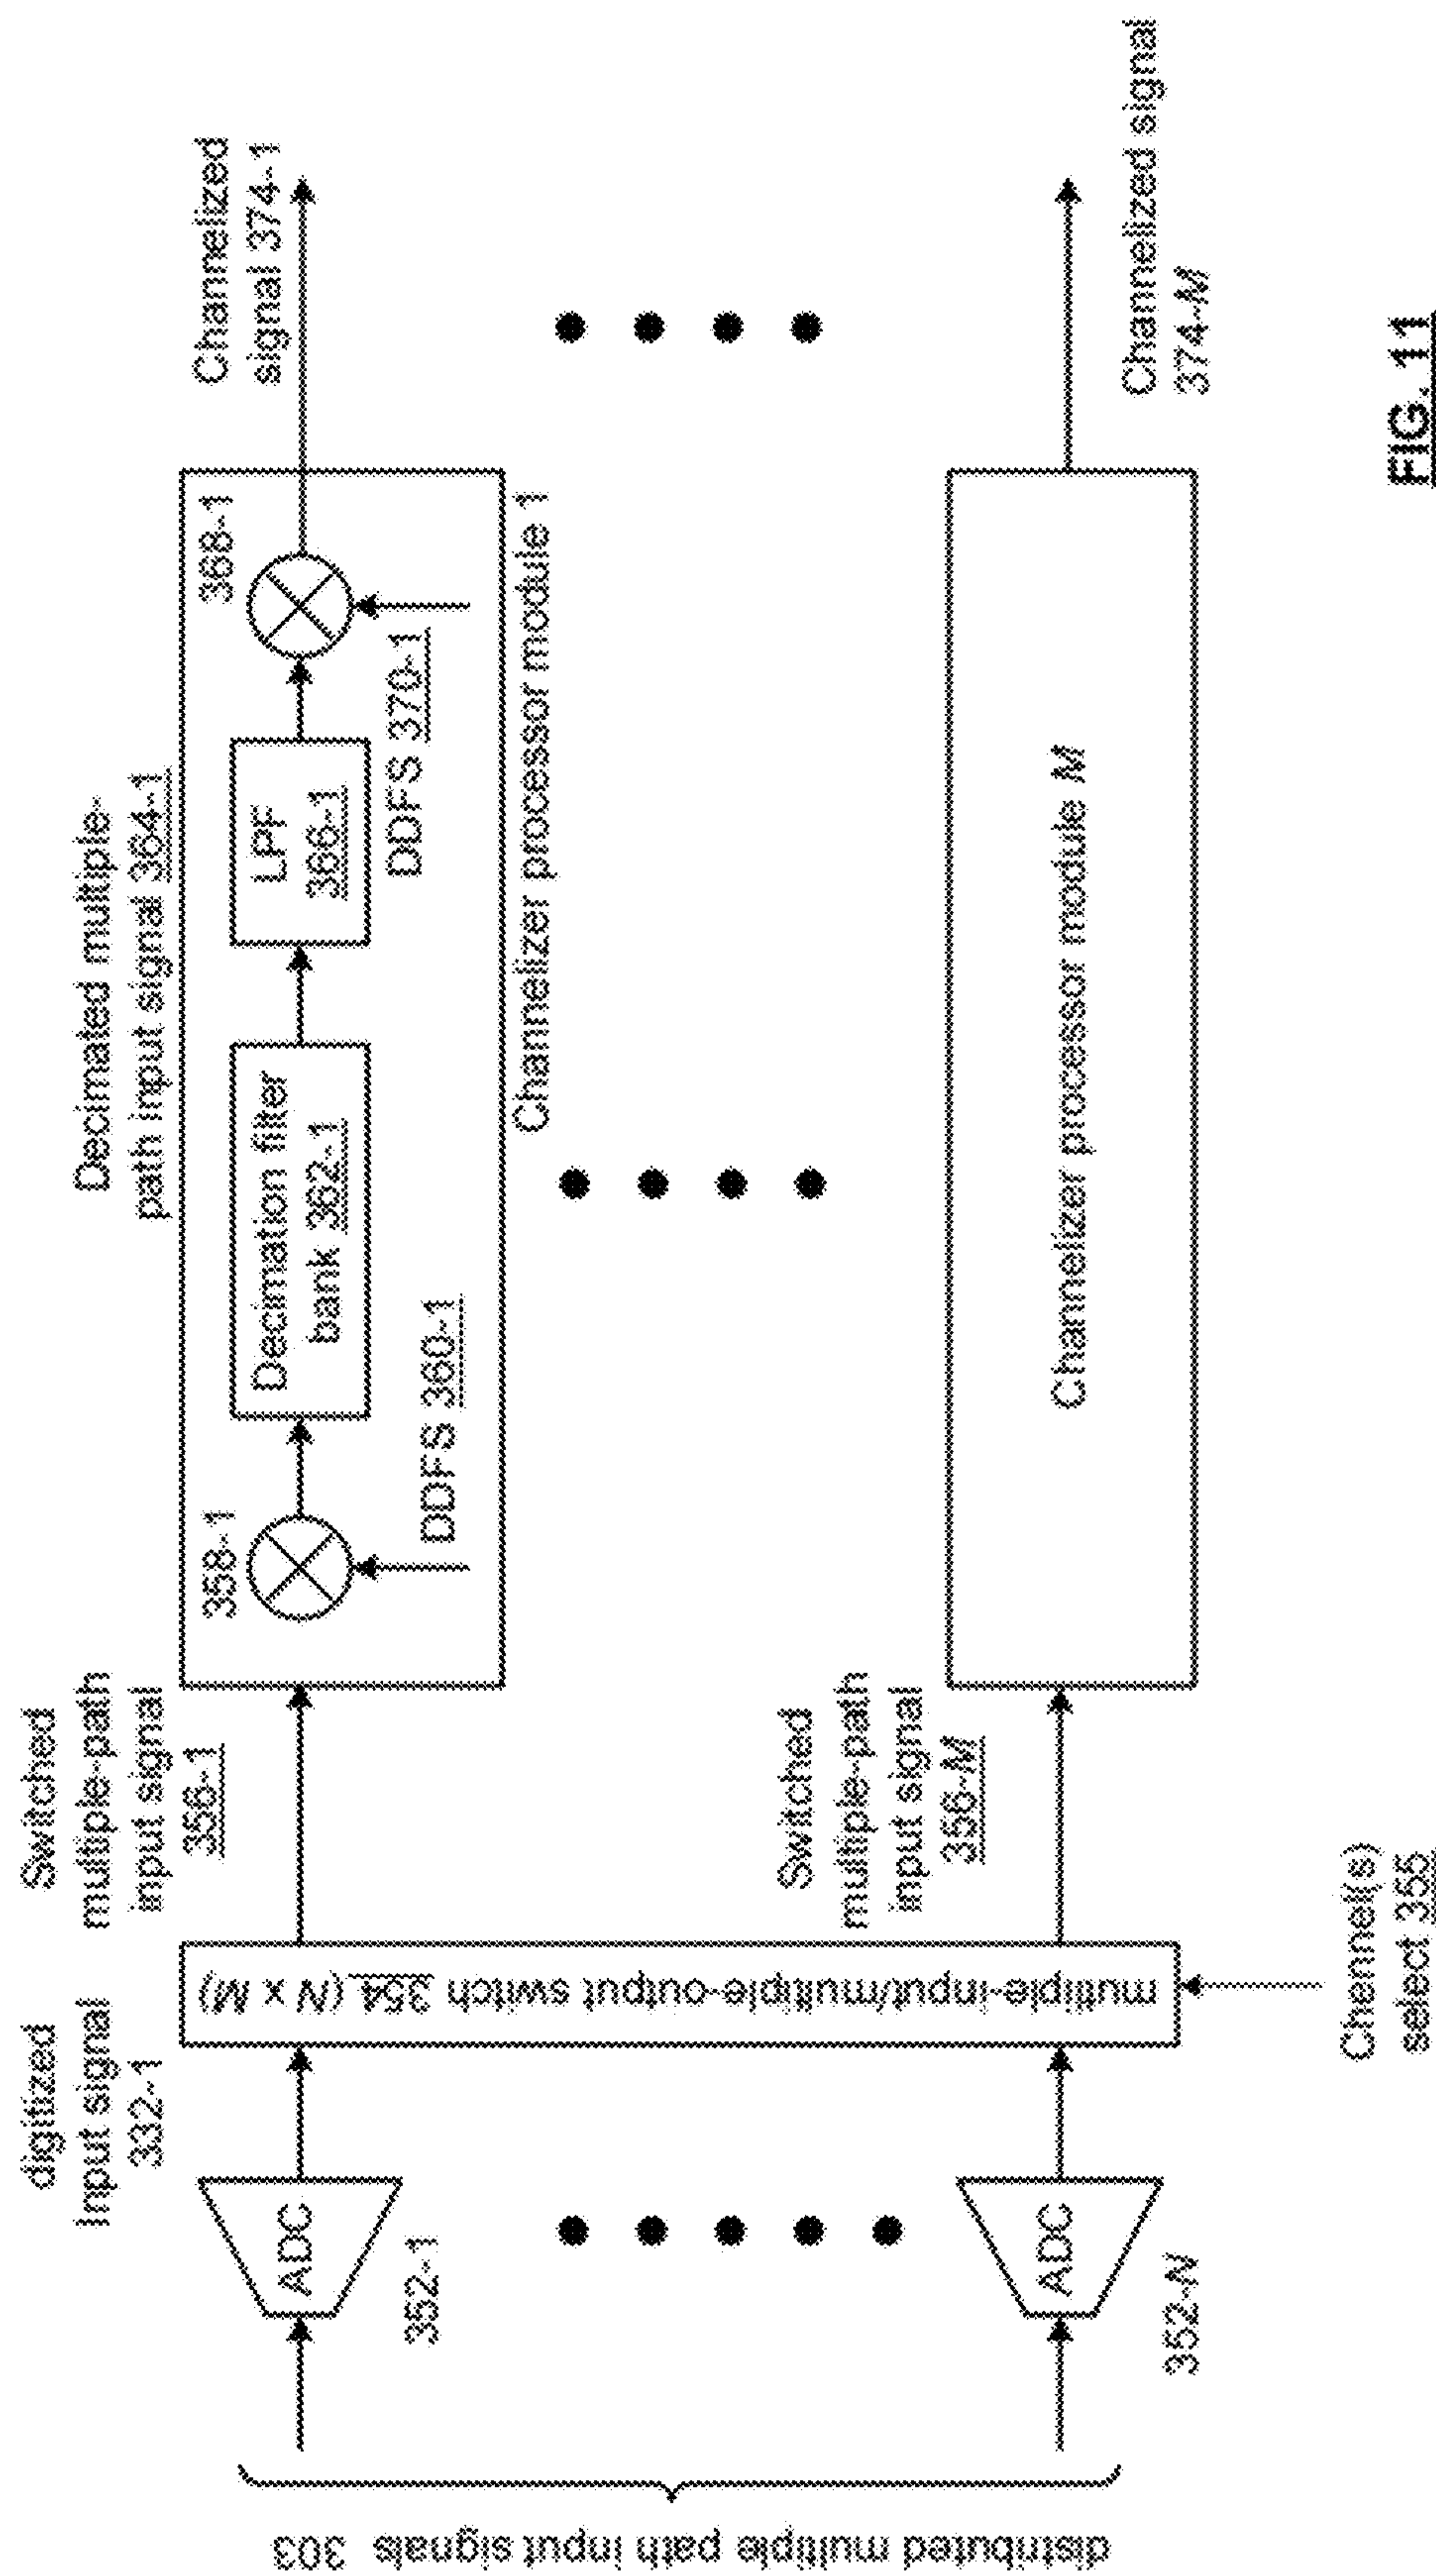 distributed multiple path input signals 303
ADC
352-1
ADC
352-N
digitized
input signal
332-1
multiple-input/multiple-output switch 354 (N x M)
Channel(s)
select 355
Switched
multiple-path
input signal
356-1
Switched
multiple-path
input signal
356-M
358-1
DDFS 360-1
Decimation filter
bank 362-1
Decimated multiple-
path input signal 364-1
LPF
366-1
368-1
DDFS 370-1
Channelizer processor module 1
Channelizer processor module M
Channelized
signal 374-1
Channelized signal
374-M
FIG. 11